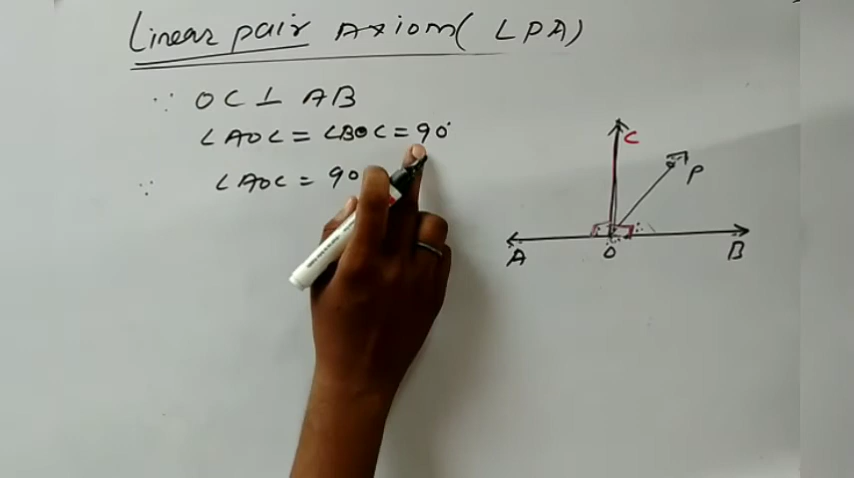 Linear pair Axiom( LPA)
∵ OC⊥ AB
∠AOC = ∠BOC = 90°
∵ ∠AOC = 90
C
P
A
O
B